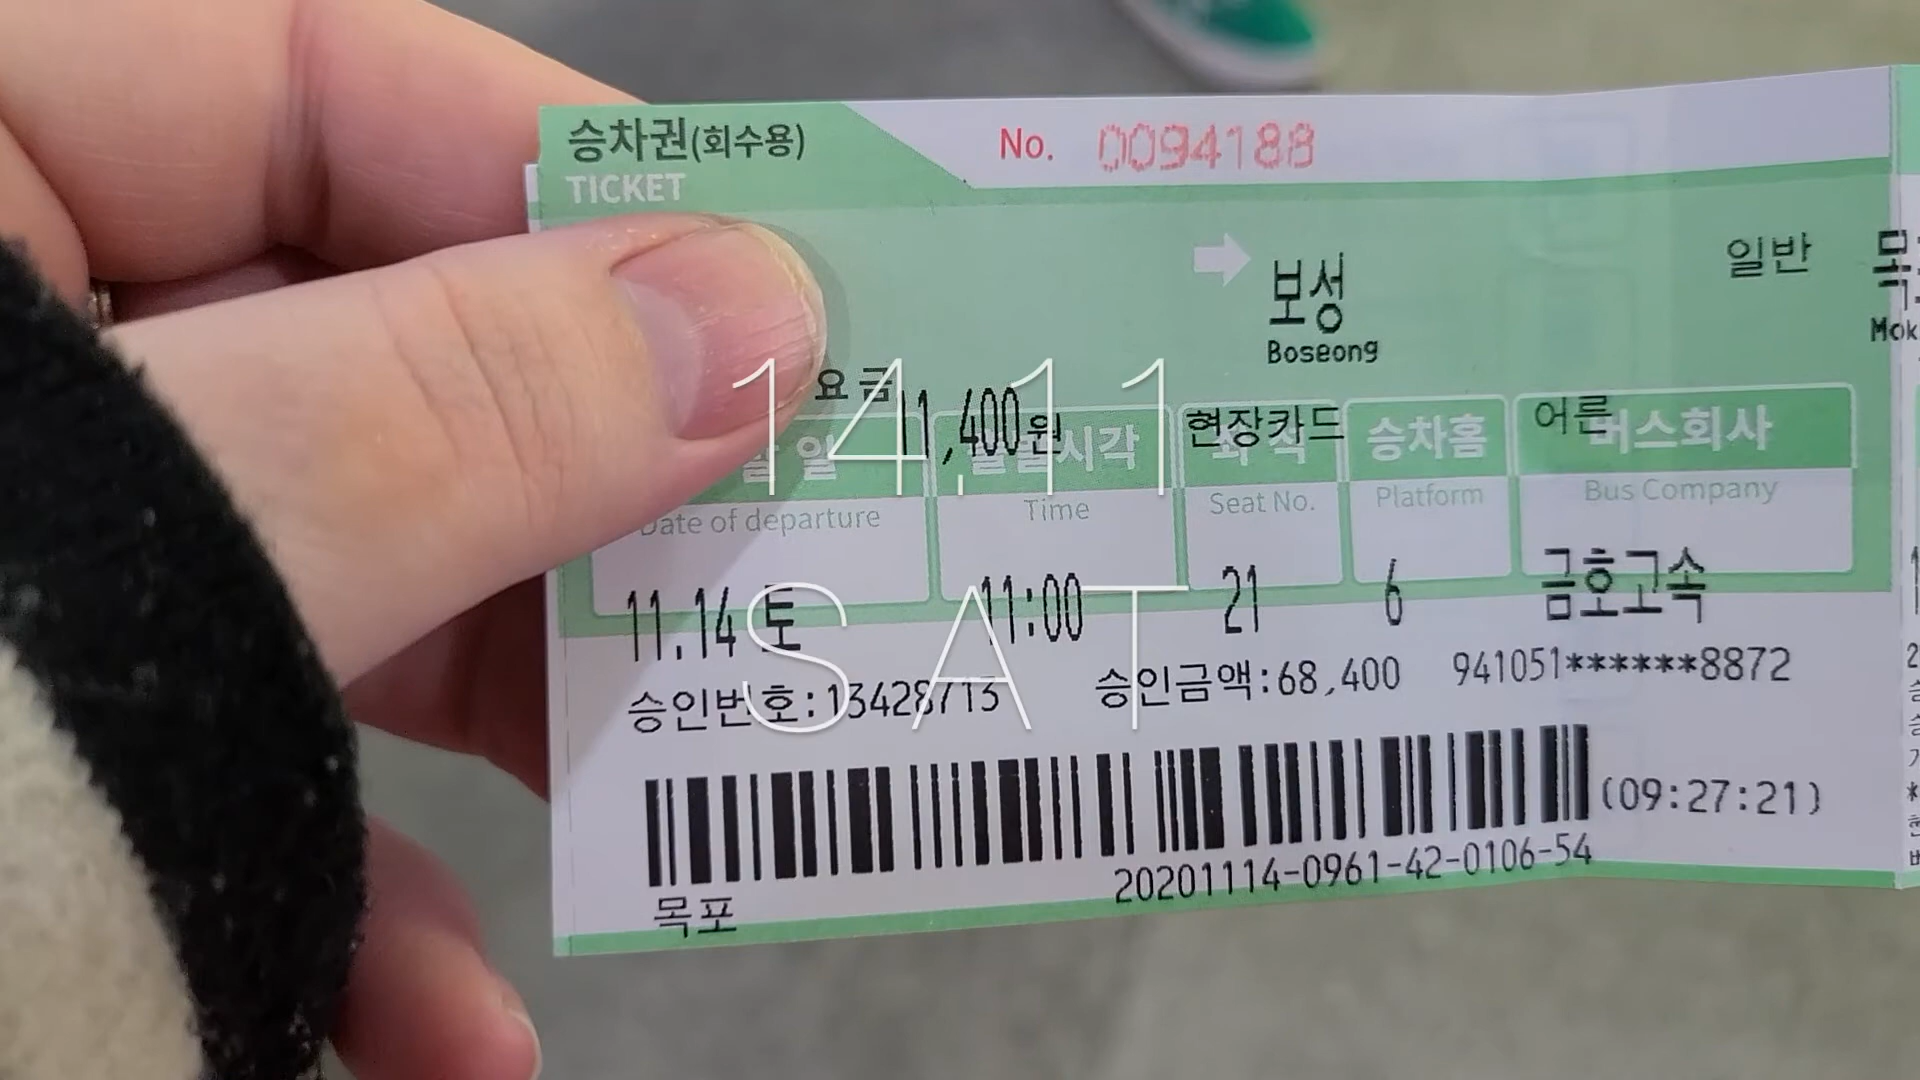 승차권(회수용)
TICKET
No. 0094188
보성
Boseong
일반
요금 11,400원
현장카드
어른
시각
승차홈
버스회사
Date of departure
Time
Seat No.
Platform
Bus Company
11.14 토
11:00
21
6
금호고속
승인번호:13428713
승인금액:68,400
941051******8872
(09:27:21)
20201114-0961-42-0106-54
목포
Mok
14.11
SAT